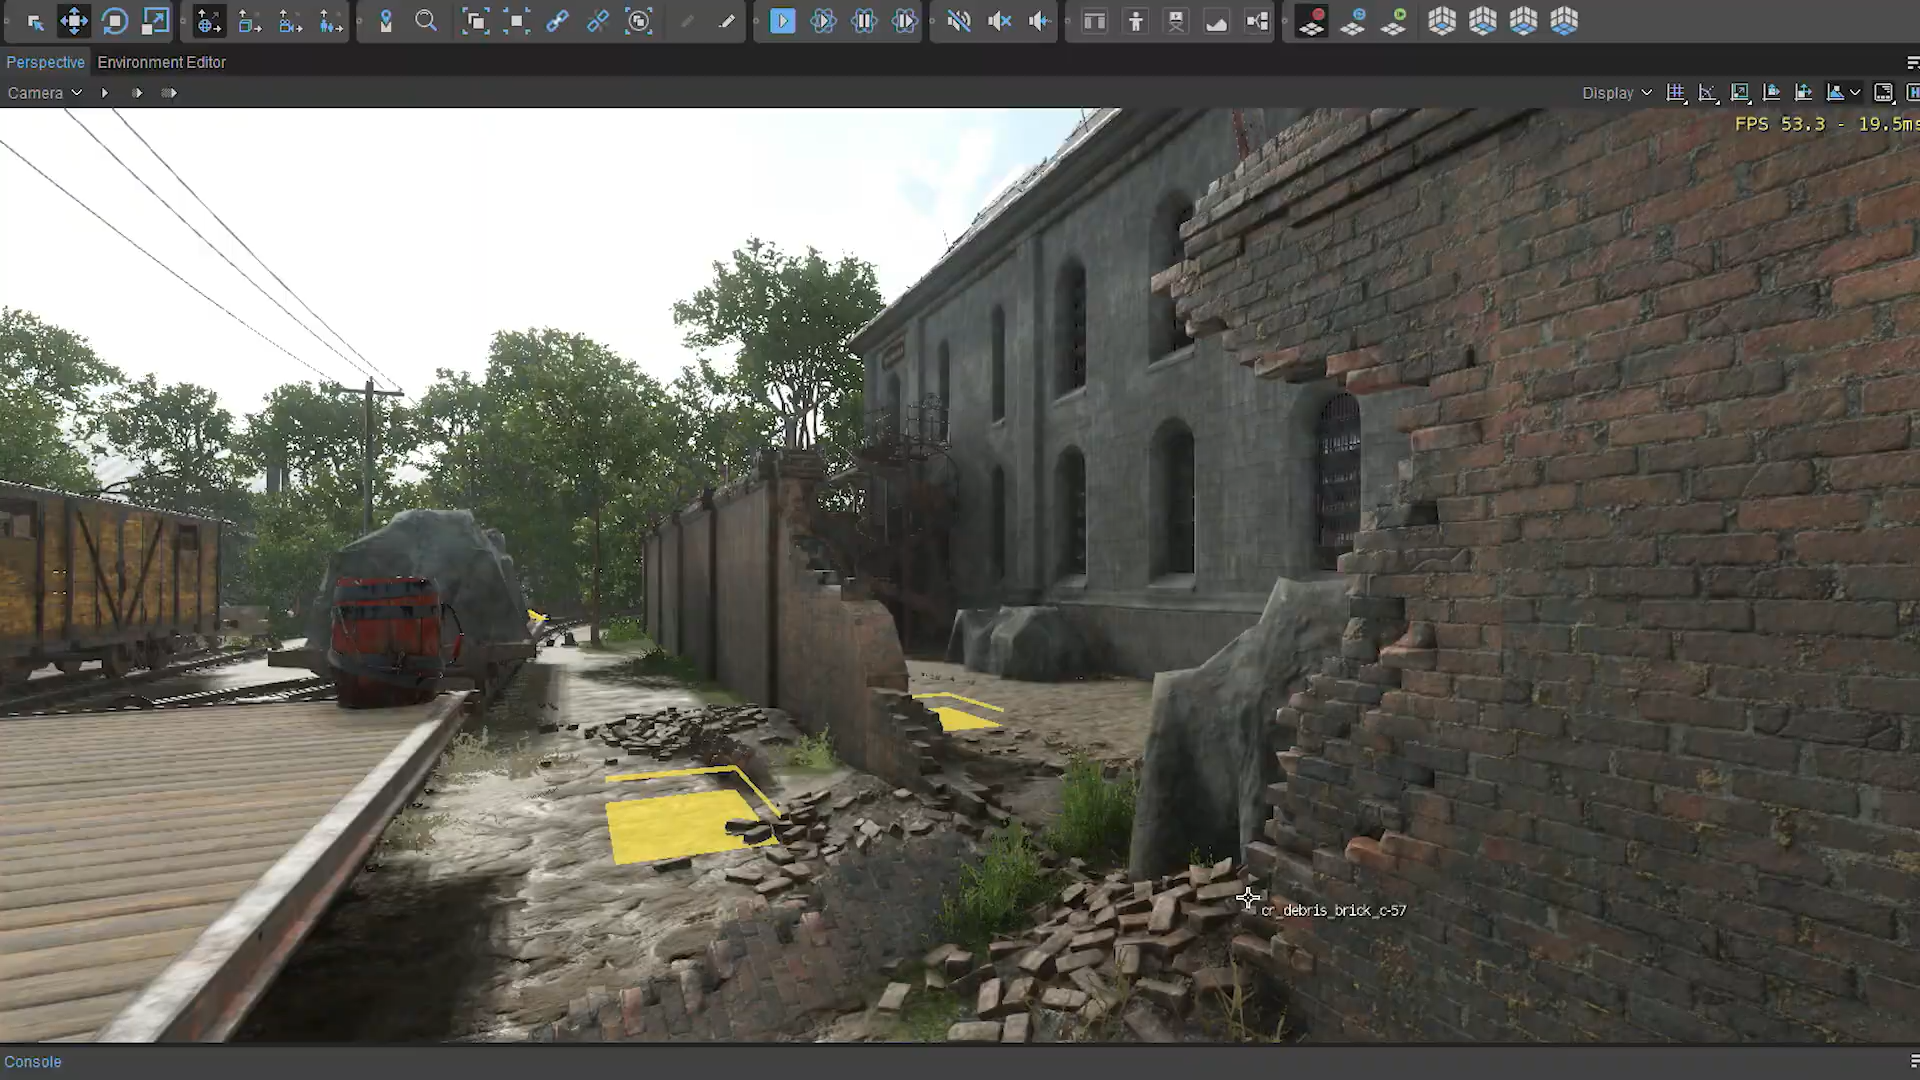 Perspective Environment Editor
Camera
Display
FPS 53.3 - 19.5ms
cr_debris_brick_c-57
Console